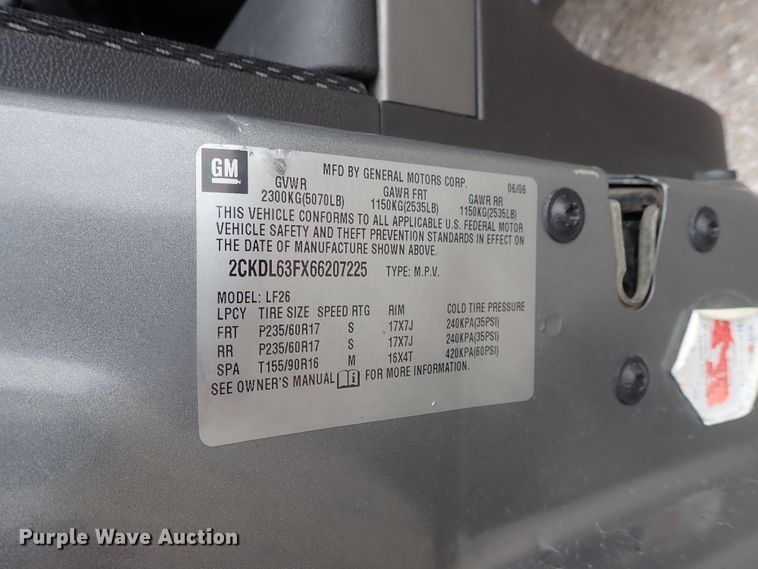 GM
MFD BY GENERAL MOTORS CORP. 06/06
GVWR GAWR FRT GAWR RR
2300KG(5070LB) 1150KG(2535LB) 1150KG(2535LB)
THIS VEHICLE CONFORMS TO ALL APPLICABLE U.S. FEDERAL MOTOR
VEHICLE SAFETY AND THEFT PREVENTION STANDARDS IN EFFECT ON
THE DATE OF MANUFACTURE SHOWN ABOVE.
2CKDL63FX66207225 TYPE: M.P.V.
MODEL: LF26
LPCY TIRE SIZE SPEED RTG RIM COLD TIRE PRESSURE
FRT P235/60R17 S 17X7J 240KPA(35PSI)
RR P235/60R17 S 17X7J 240KPA(35PSI)
SPA T155/90R16 M 16X4T 420KPA(60PSI)
SEE OWNER'S MANUAL FOR MORE INFORMATION.
Purple Wave Auction